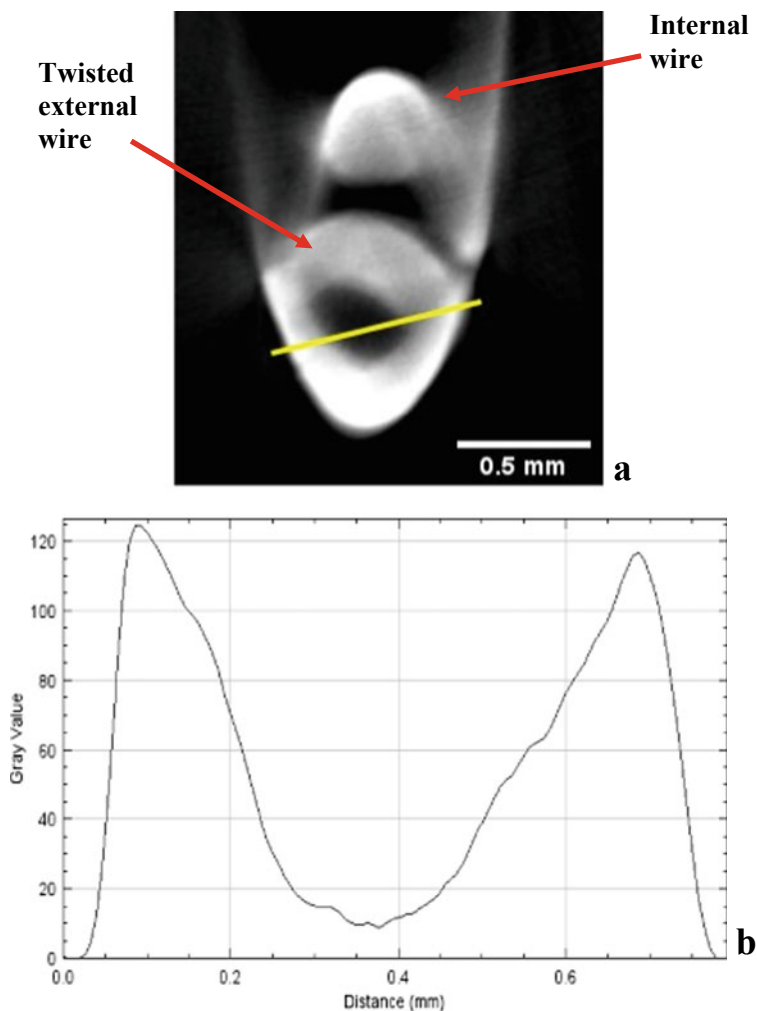 Internal
wire
Twisted
external
wire
0.5 mm
a
120
100
80
60
40
20
0
Gray Value
0.0
0.2
0.4
0.6
Distance (mm)
b